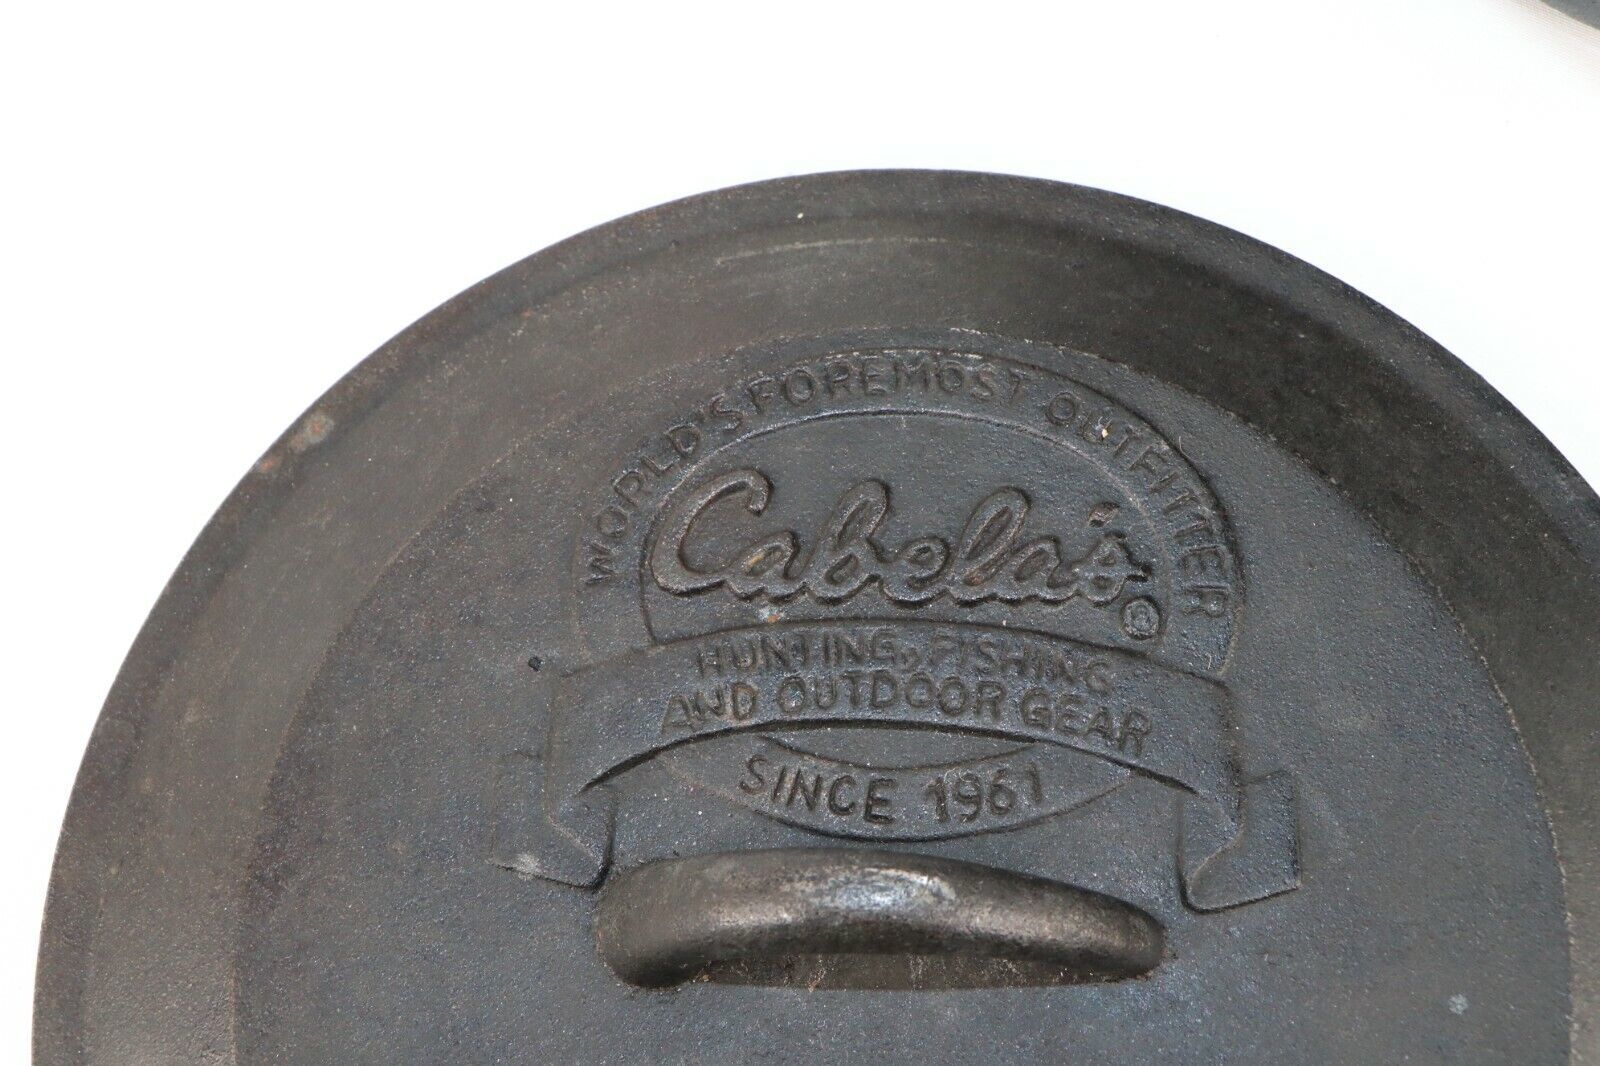 WORLD'S FOREMOST OUTFITTER
Cabela's®
HUNTING, FISHING
AND OUTDOOR GEAR
SINCE 1961